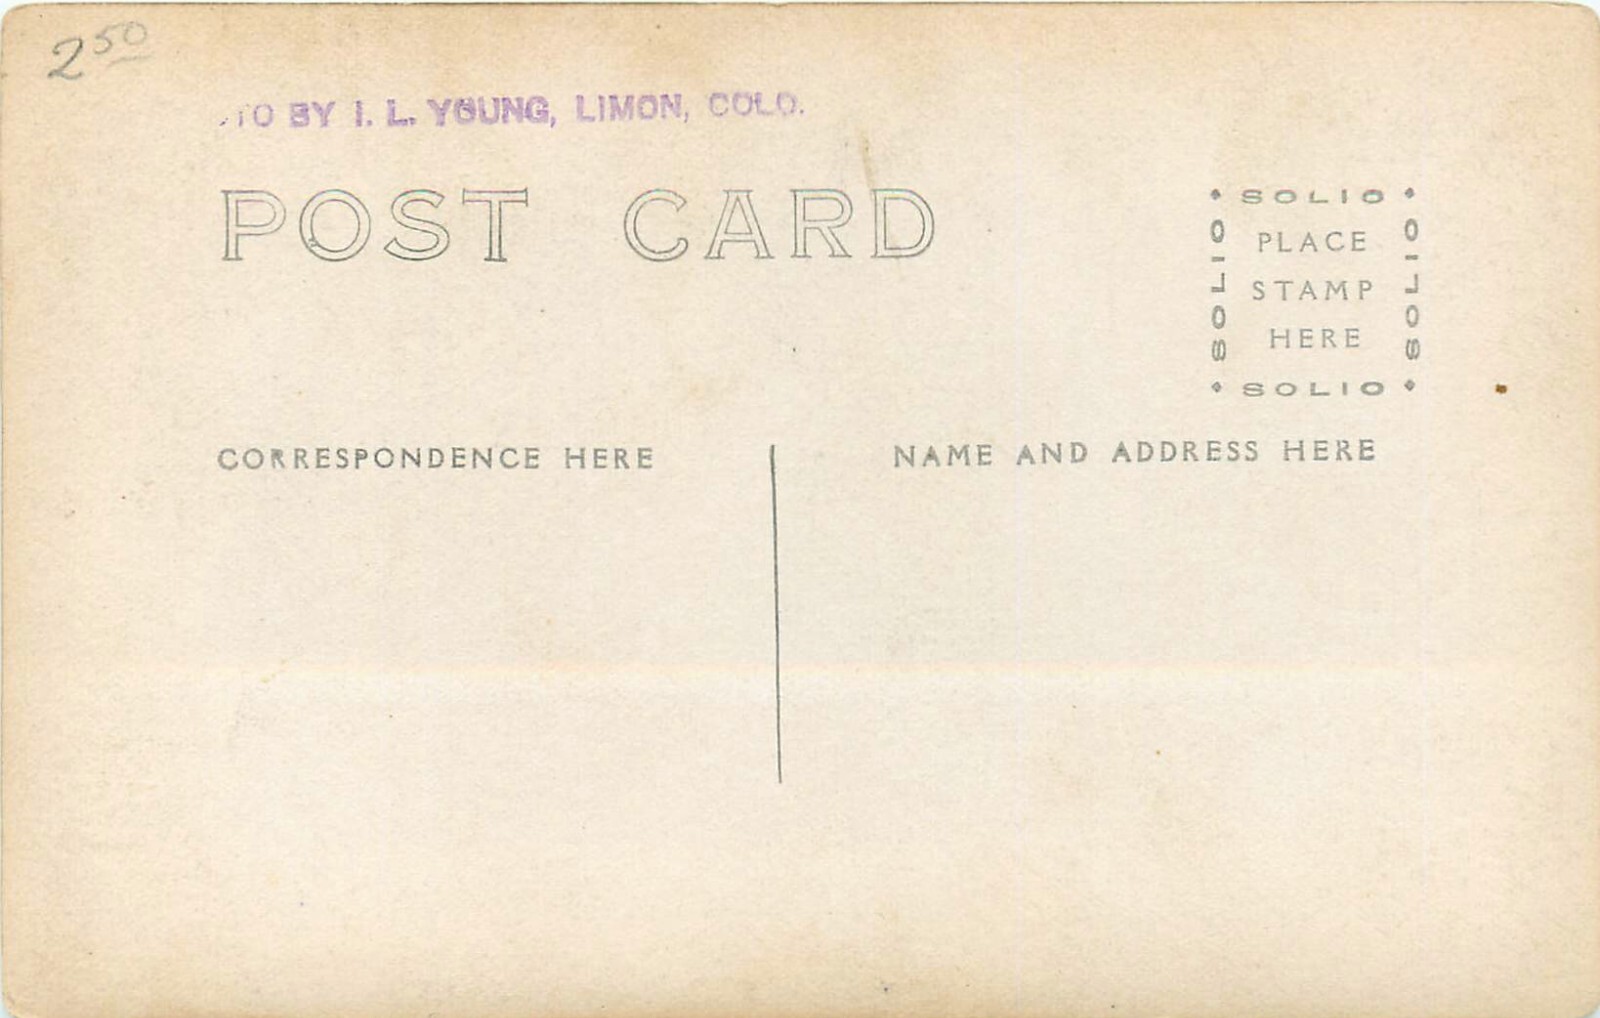 2 50
TO BY I. L. YOUNG, LIMON, COLO.
POST CARD
SOLIO
SOLIO
PLACE
STAMP
HERE
SOLIO
SOLIO
CORRESPONDENCE HERE
NAME AND ADDRESS HERE